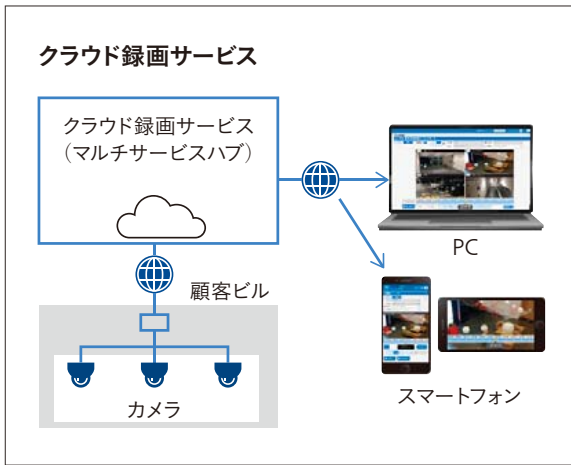 クラウド録画サービス
クラウド録画サービス
（マルチサービスハブ）
PC
顧客ビル
カメラ
スマートフォン